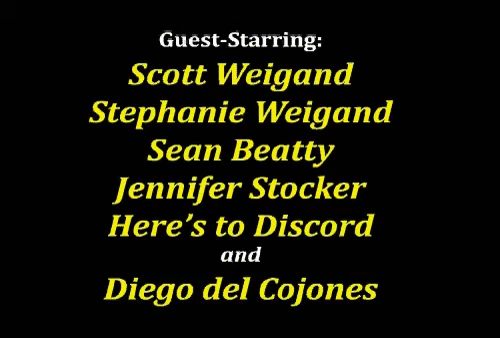 Guest-Starring:
Scott Weigand
Stephanie Weigand
Sean Beatty
Jennifer Stocker
Here’s to Discord
and
Diego del Cojones